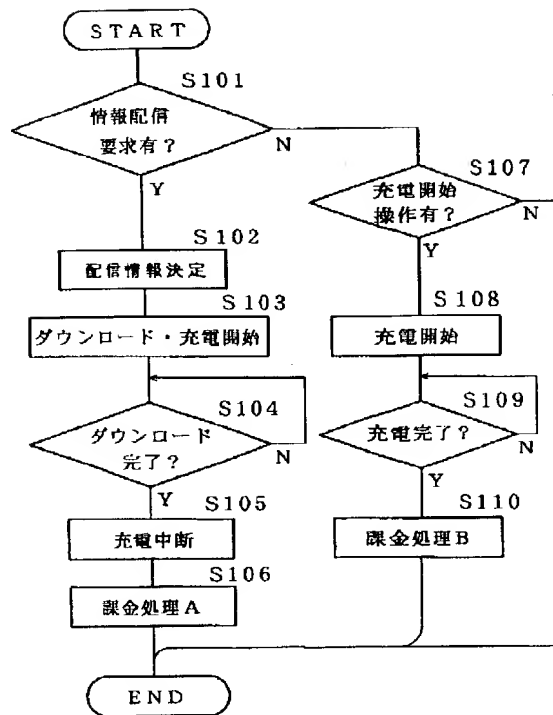 START
S101
情報配信
要求有？
N
Y
S107
充電開始
操作有？
N
Y
S102
配信情報決定
S103
ダウンロード・充電開始
S108
充電開始
S104
ダウンロード
完了？
N
Y
S109
充電完了？
N
Y
S105
充電中断
S106
課金処理A
S110
課金処理B
END